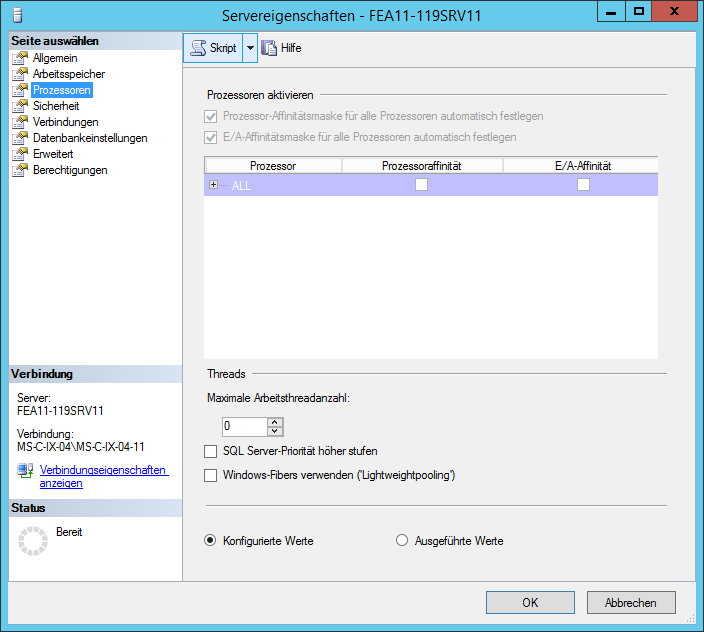 Servereigenschaften - FEA11-119SRV11
Seite auswählen
Allgemein
Arbeitsspeicher
Prozessoren
Sicherheit
Verbindungen
Datenbankeinstellungen
Erweitert
Berechtigungen
Verbindung
Server:
FEA11-119SRV11
Verbindung:
MS-C-IX-04\MS-C-IX-04-11
Verbindungseigenschaften
anzeigen
Status
Bereit
Skript Hilfe
Prozessoren aktivieren
Prozessor-Affinitätsmaske für alle Prozessoren automatisch festlegen
E/A-Affinitätsmaske für alle Prozessoren automatisch festlegen
Prozessor Prozessoraffinität E/A-Affinität
ALL
Threads
Maximale Arbeitsthreadanzahl:
0
SQL Server-Priorität höher stufen
Windows-Fibers verwenden ('Lightweightpooling')
Konfigurierte Werte Ausgeführte Werte
OK Abbrechen